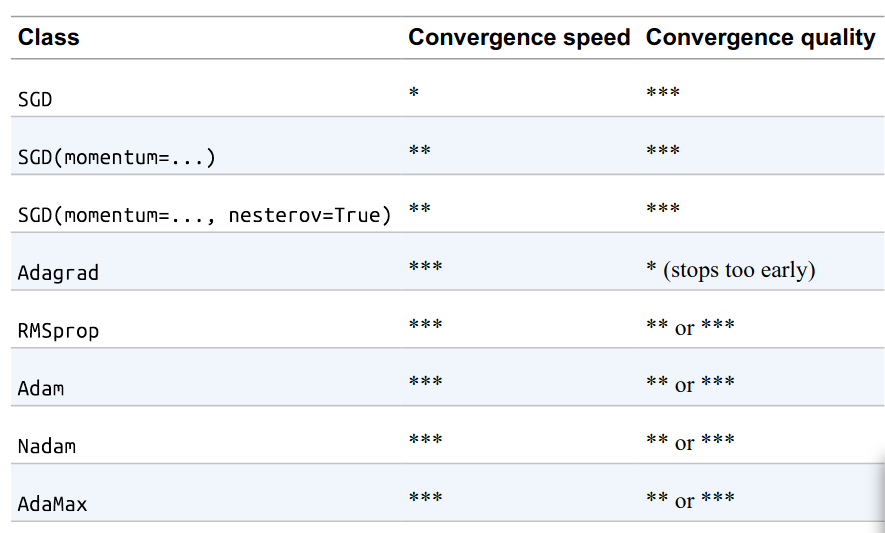 Class Convergence speed Convergence quality
SGD * ***
SGD(momentum=...) ** ***
SGD(momentum=..., nesterov=True) ** ***
Adagrad *** * (stops too early)
RMSprop *** ** or ***
Adam *** ** or ***
Nadam *** ** or ***
AdaMax *** ** or ***